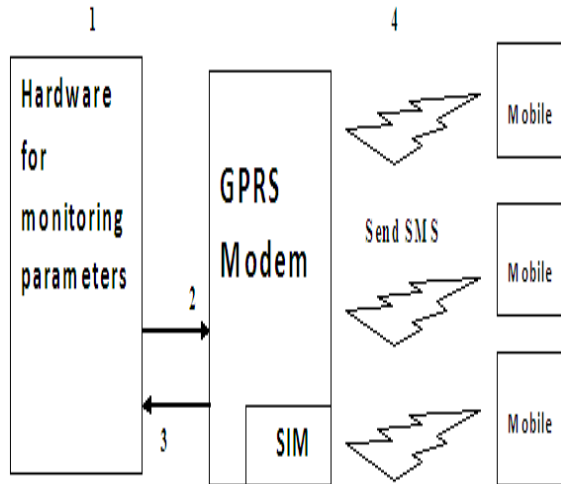 1
4
Hardware
for
monitoring
parameters
2
3
GPRS
Modem
SIM
Send SMS
Mobile
Mobile
Mobile